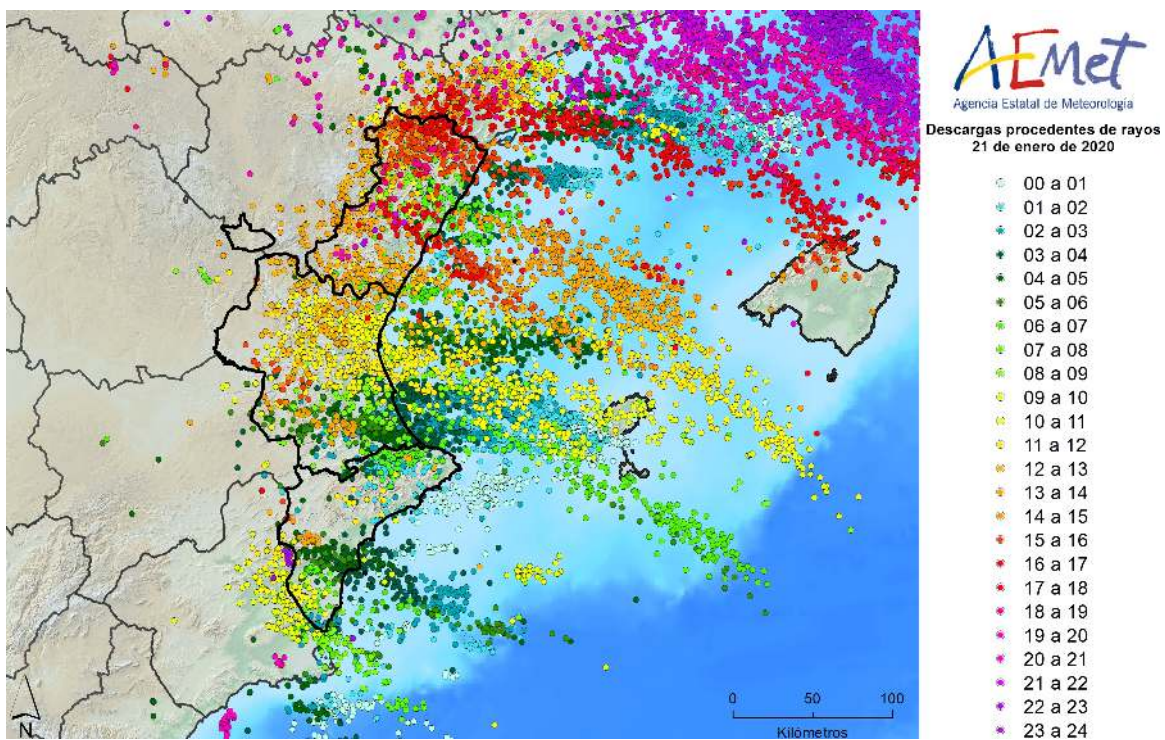 AEMet
Agencia Estatal de Meteorología
Descargas procedentes de rayos
21 de enero de 2020
00 a 01
01 a 02
02 a 03
03 a 04
04 a 05
05 a 06
06 a 07
07 a 08
08 a 09
09 a 10
10 a 11
11 a 12
12 a 13
13 a 14
14 a 15
15 a 16
16 a 17
17 a 18
18 a 19
19 a 20
20 a 21
21 a 22
22 a 23
23 a 24
0 50 100
Kilómetros
N